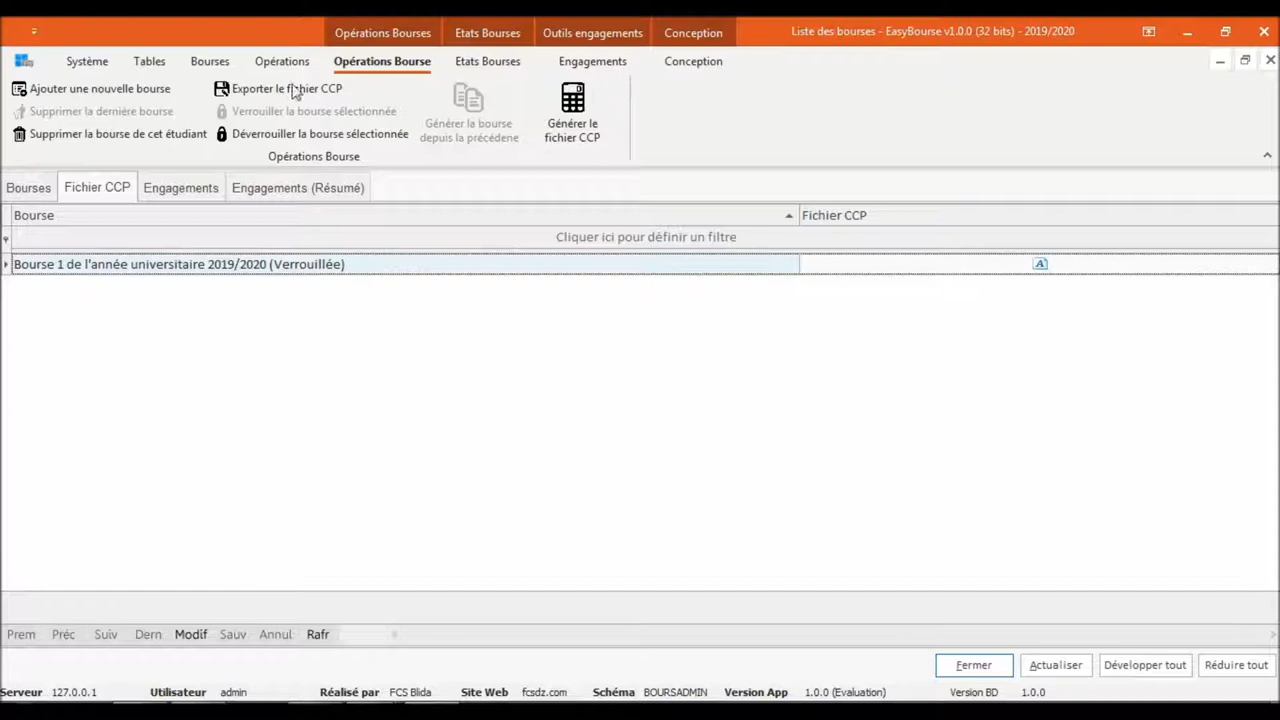 Opérations Bourses Etats Bourses Outils engagements Conception Liste des bourses - EasyBourse v1.0.0 (32 bits) - 2019/2020
Système Tables Bourses Opérations Opérations Bourse Etats Bourses Engagements Conception
Ajouter une nouvelle bourse
Supprimer la dernière bourse
Supprimer la bourse de cet étudiant
Exporter le fichier CCP
Verrouiller la bourse sélectionnée
Déverrouiller la bourse sélectionnée
Générer la bourse
depuis la précédene
Générer le
fichier CCP
Opérations Bourse
Bourses Fichier CCP Engagements Engagements (Résumé)
Bourse Fichier CCP
Cliquer ici pour définir un filtre
Bourse 1 de l'année universitaire 2019/2020 (Verrouillée) A
Prem Préc Suiv Dern Modif Sauv Annul Rafr
Fermer Actualiser Développer tout Réduire tout
Serveur 127.0.0.1 Utilisateur admin Réalisé par FCS Blida Site Web fcsdz.com Schéma BOURSADMIN Version App 1.0.0 (Evaluation) Version BD 1.0.0